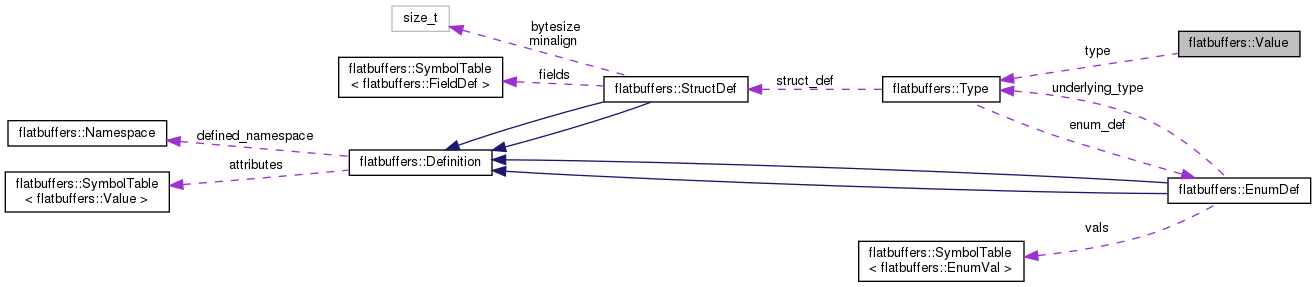 size_t
bytesize
minalign
flatbuffers::Value
type
flatbuffers::SymbolTable
< flatbuffers::FieldDef >
fields
flatbuffers::StructDef
struct_def
flatbuffers::Type
underlying_type
enum_def
flatbuffers::Namespace
defined_namespace
flatbuffers::Definition
attributes
flatbuffers::SymbolTable
< flatbuffers::Value >
flatbuffers::EnumDef
vals
flatbuffers::SymbolTable
< flatbuffers::EnumVal >